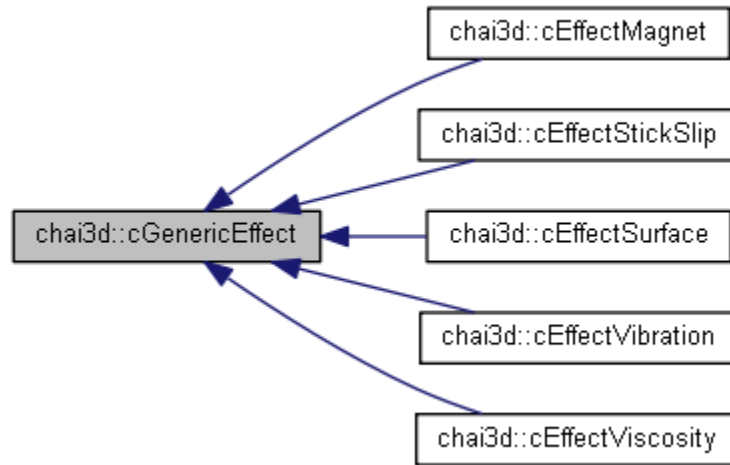 chai3d::cEffectMagnet
chai3d::cEffectStickSlip
chai3d::cGenericEffect
chai3d::cEffectSurface
chai3d::cEffectVibration
chai3d::cEffectViscosity